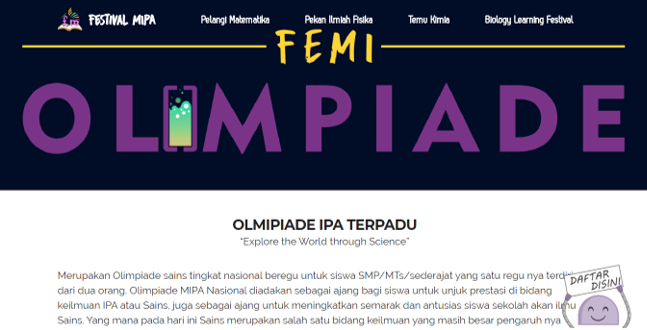 FESTIVAL MIPA Pelangi Matematika Pekan Ilmiah Fisika Temu Kimia Biology Learning Festival
FEMI
OLIMPIADE
OLMIPIADE IPA TERPADU
"Explore the World through Science"
Merupakan Olimpiade sains tingkat nasional beregu untuk siswa SMP/MTs/sederajat yang satu regu nya terdiri
dari dua orang. Olimpiade MIPA Nasional diadakan sebagai ajang bagi siswa untuk unjuk prestasi di bidang
keilmuan IPA atau Sains, juga sebagai ajang untuk meningkatkan semarak dan antusias siswa sekolah akan ilmu
Sains. Yang mana pada hari ini Sains merupakan salah satu bidang keilmuan yang masih besar pengaruh nya
DAFTAR
DISINI